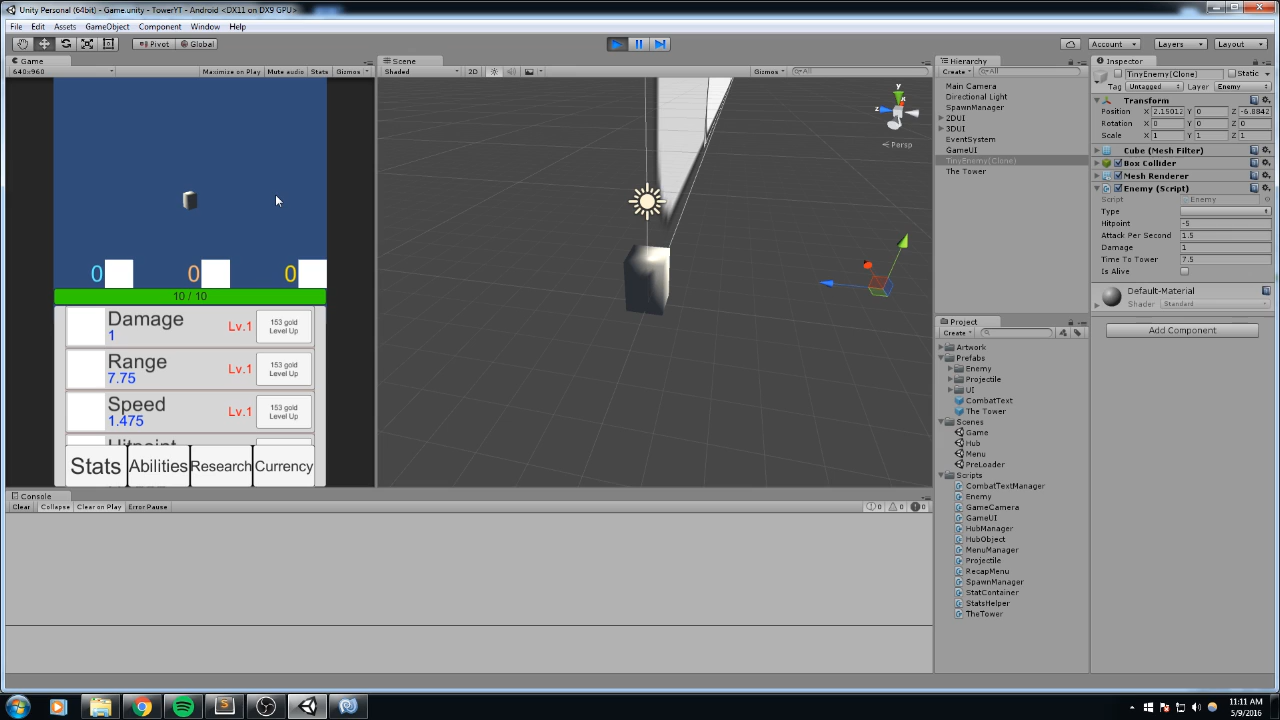 Unity Personal (64bit) - Game.unity - TowerYT - Android <DX11 on DX9 GPU>
File Edit Assets GameObject Component Window Help
Pivot Global Account Layers Layout
Game
640x960 Maximize on Play Mute audio Stats Gizmos
0 0 0
10 / 10
Damage
1
Lv.1
153 gold
Level Up
Range
7.75
Lv.1
153 gold
Level Up
Speed
1.475
Lv.1
153 gold
Level Up
Hitpoint
Stats Abilities Research Currency
Scene
Shaded 2D Gizmos All
y
x
z
Persp
Hierarchy
Create All
Main Camera
Directional Light
SpawnManager
2DUI
3DUI
EventSystem
GameUI
TinyEnemy(Clone)
The Tower
Project
Create
Artwork
Prefabs
Enemy
Projectile
UI
CombatText
The Tower
Scenes
Game
Hub
Menu
PreLoader
Scripts
CombatTextManager
Enemy
GameCamera
GameUI
HubManager
HubObject
MenuManager
Projectile
RecapMenu
SpawnManager
StatContainer
StatsHelper
TheTower
Inspector
TinyEnemy(Clone) Static
Tag Untagged Layer Enemy
Transform
Position X 2.15012 Y 0 Z -6.8842
Rotation X 0 Y 0 Z 0
Scale X 1 Y 1 Z 1
Cube (Mesh Filter)
Box Collider
Mesh Renderer
Enemy (Script)
Script Enemy
Type
Hitpoint -5
Attack Per Second 1.5
Damage 1
Time To Tower 7.5
Is Alive
Default-Material
Shader Standard
Add Component
Console
Clear Collapse Clear on Play Error Pause 0 0 0
11:11 AM
5/9/2016